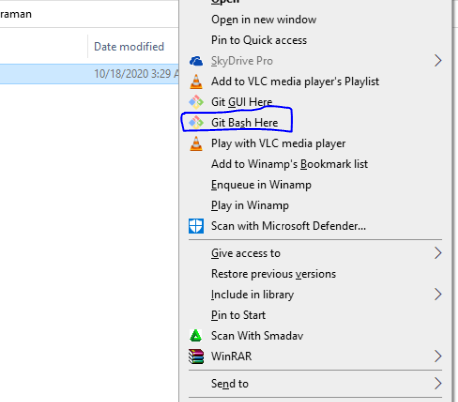 Open
raman
Open in new window
Pin to Quick access
Date modified
SkyDrive Pro
10/18/2020 3:29 A
Add to VLC media player's Playlist
Git GUI Here
Git Bash Here
Play with VLC media player
Add to Winamp's Bookmark list
Enqueue in Winamp
Play in Winamp
Scan with Microsoft Defender...
Give access to
Restore previous versions
Include in library
Pin to Start
Scan With Smadav
WinRAR
Send to